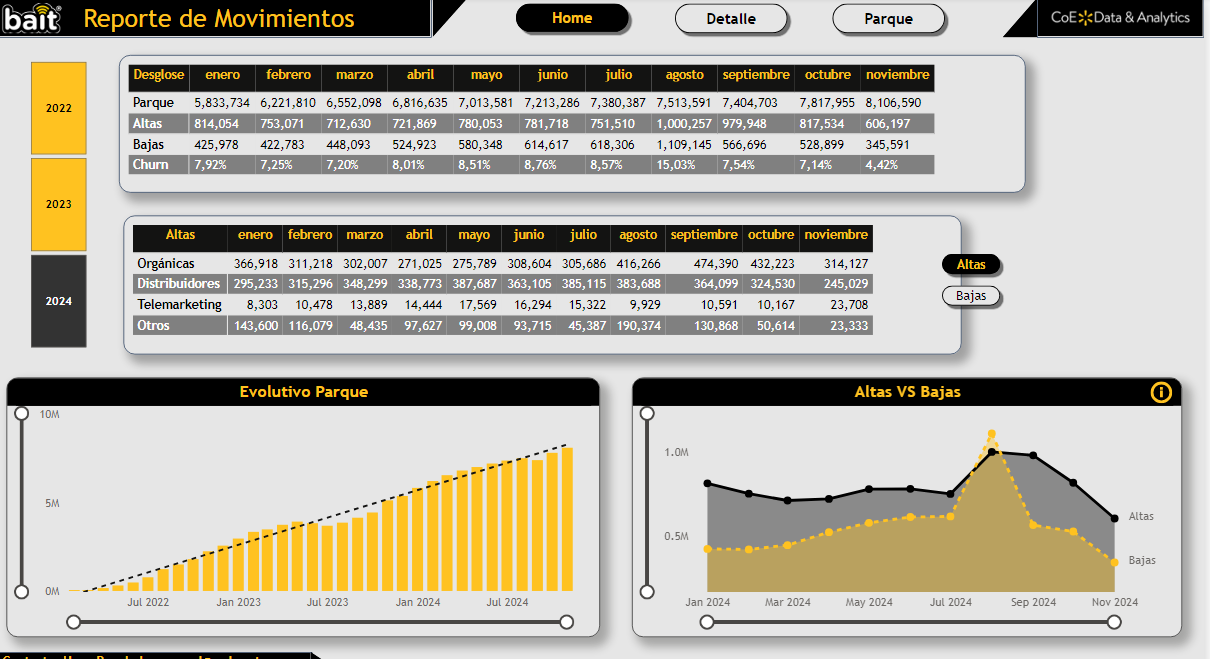 bait Reporte de Movimientos Home Detalle Parque CoE Data & Analytics
2022
2023
2024
Desglose enero febrero marzo abril mayo junio julio agosto septiembre octubre noviembre
Parque 5,833,734 6,221,810 6,552,098 6,816,635 7,013,581 7,213,286 7,380,387 7,513,591 7,404,703 7,817,955 8,106,590
Altas 814,054 753,071 712,630 721,869 780,053 781,718 751,510 1,000,257 979,948 817,534 606,197
Bajas 425,978 422,783 448,093 524,923 580,348 614,617 618,306 1,109,145 566,696 528,899 345,591
Churn 7,92% 7,25% 7,20% 8,01% 8,51% 8,76% 8,57% 15,03% 7,54% 7,14% 4,42%
Altas enero febrero marzo abril mayo junio julio agosto septiembre octubre noviembre
Orgánicas 366,918 311,218 302,007 271,025 275,789 308,604 305,686 416,266 474,390 432,223 314,127
Distribuidores 295,233 315,296 348,299 338,773 387,687 363,105 385,115 383,688 364,099 324,530 245,029
Telemarketing 8,303 10,478 13,889 14,444 17,569 16,294 15,322 9,929 10,591 10,167 23,708
Otros 143,600 116,079 48,435 97,627 99,008 93,715 45,387 190,374 130,868 50,614 23,333
Altas
Bajas
Evolutivo Parque
10M
5M
0M
Jul 2022 Jan 2023 Jul 2023 Jan 2024 Jul 2024
Altas VS Bajas
1.0M
0.5M
Altas
Bajas
Jan 2024 Mar 2024 May 2024 Jul 2024 Sep 2024 Nov 2024